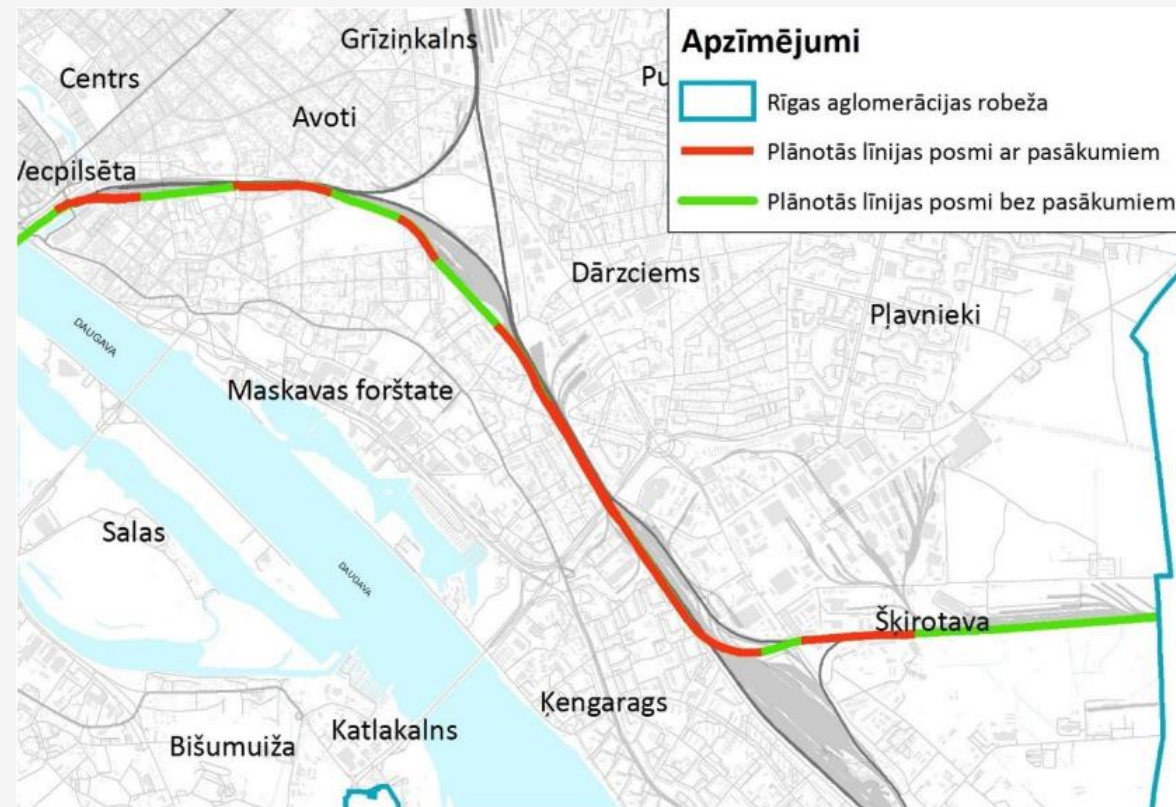 Grīziņkalns
Centrs
Avoti
Vecpilsēta
Pu
Apzīmējumi
Rīgas aglomerācijas robeža
Plānotās līnijas posmi ar pasākumiem
Plānotās līnijas posmi bez pasākumiem
Dārzciems
Pļavnieki
DAUGAVA
Maskavas forštate
Salas
DAUGAVA
Šķirotava
Ķengarags
Katlakalns
Bišumuiža